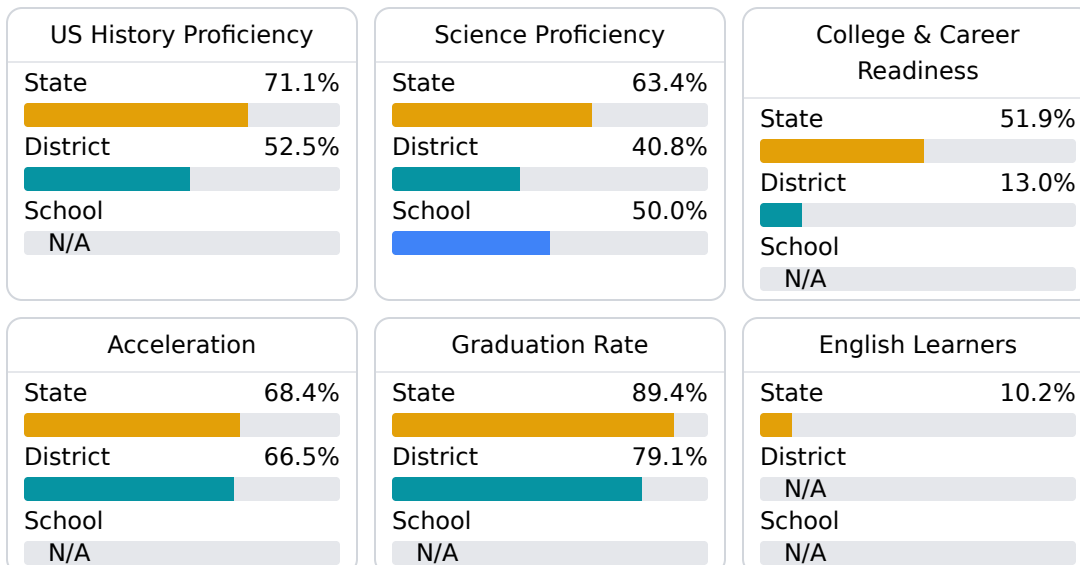 US History Proficiency
State 71.1%
District 52.5%
School
N/A
Science Proficiency
State 63.4%
District 40.8%
School 50.0%
College & Career
Readiness
State 51.9%
District 13.0%
School
N/A
Acceleration
State 68.4%
District 66.5%
School
N/A
Graduation Rate
State 89.4%
District 79.1%
School
N/A
English Learners
State 10.2%
District
N/A
School
N/A